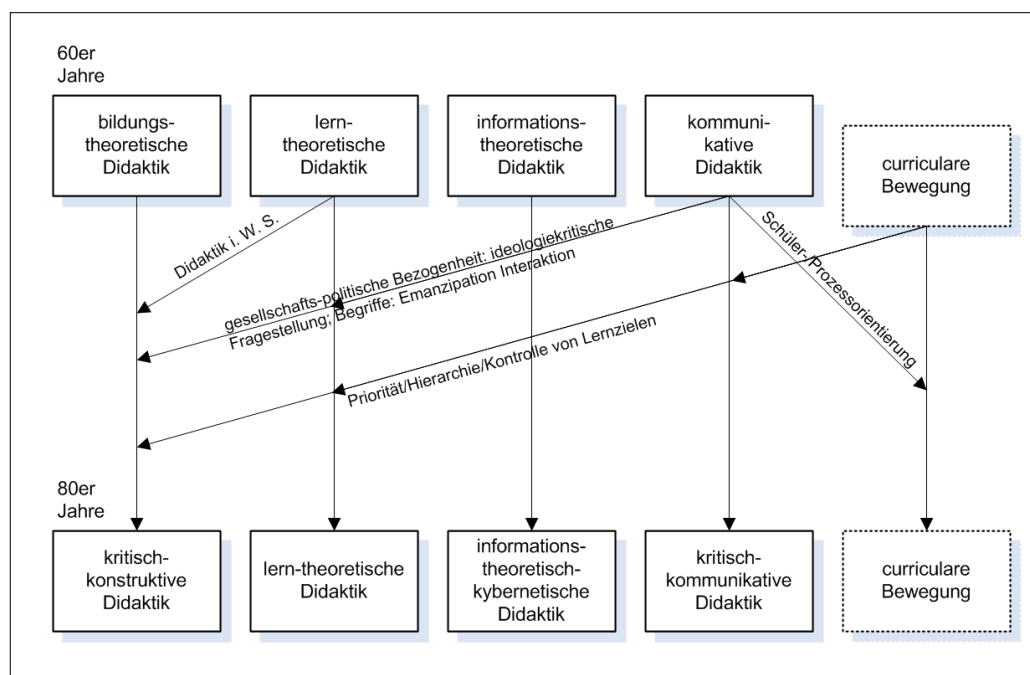 60er
Jahre
bildungs-
theoretische
Didaktik
lern-
theoretische
Didaktik
informations-
theoretische
Didaktik
kommuni-
kative
Didaktik
curriculare
Bewegung
Didaktik i. W. S.
gesellschafts-politische Bezogenheit: ideologiekritische
Fragestellung; Begriffe: Emanzipation Interaktion
Schüler-/Prozessorientierung
Priorität/Hierarchie/Kontrolle von Lernzielen
80er
Jahre
kritisch-
konstruktive
Didaktik
lern-theoretische
Didaktik
informations-
theoretisch-
kybernetische
Didaktik
kritisch-
kommunikative
Didaktik
curriculare
Bewegung